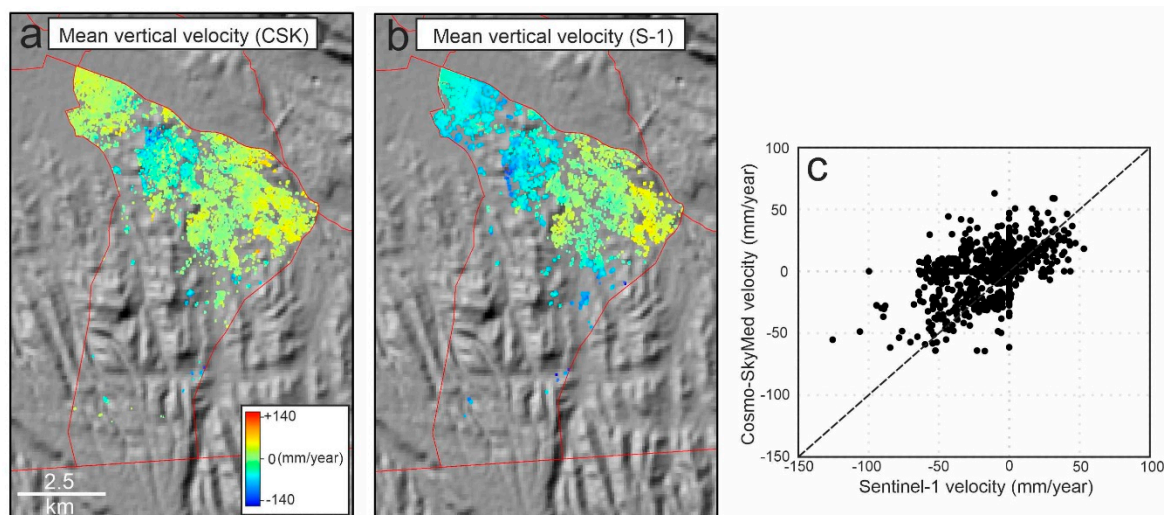 a
Mean vertical velocity (CSK)
2.5
km
+140
0 (mm/year)
-140
b
Mean vertical velocity (S-1)
c
Cosmo-SkyMed velocity (mm/year)
100
50
0
-50
-100
-150
-150
-100
-50
0
50
100
Sentinel-1 velocity (mm/year)